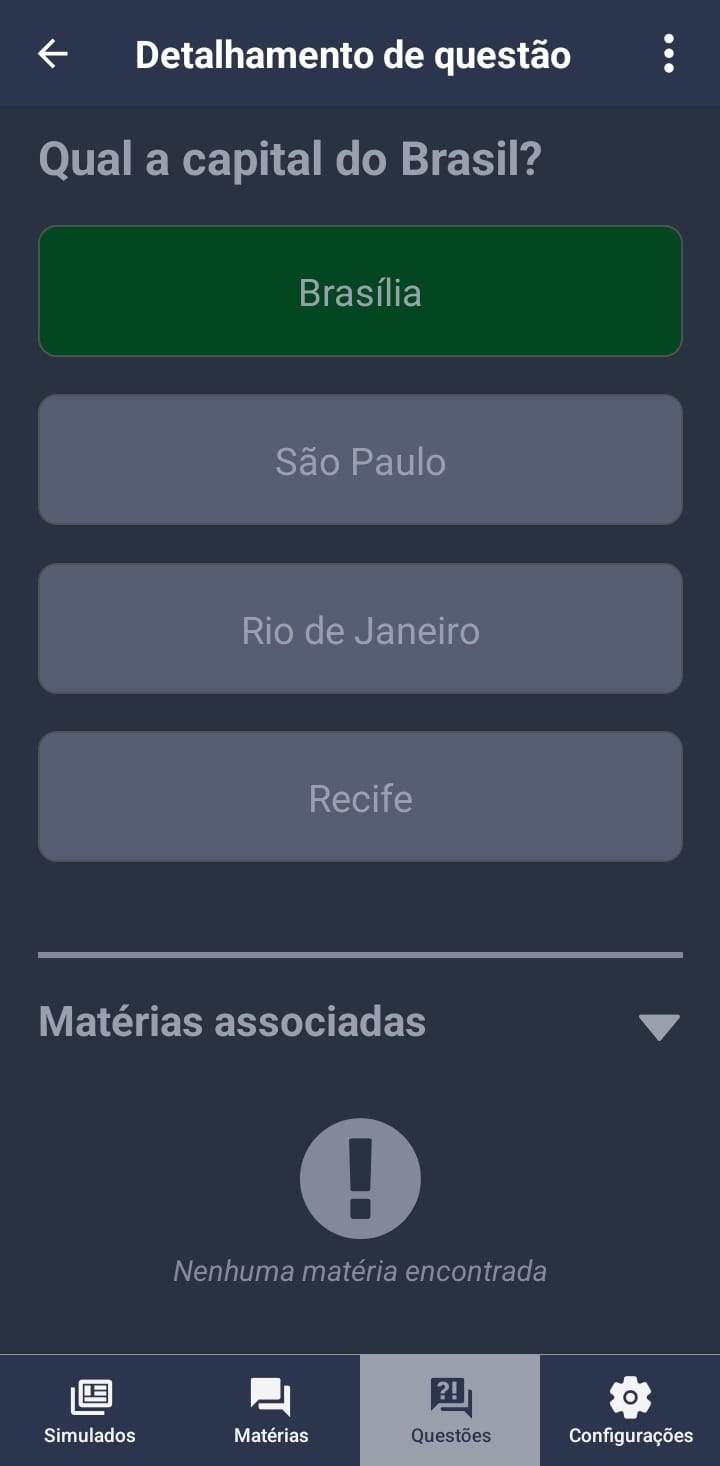 Detalhamento de questão
Qual a capital do Brasil?
Brasília
São Paulo
Rio de Janeiro
Recife
Matérias associadas
Nenhuma matéria encontrada
Simulados
Matérias
?!
Questões
Configurações